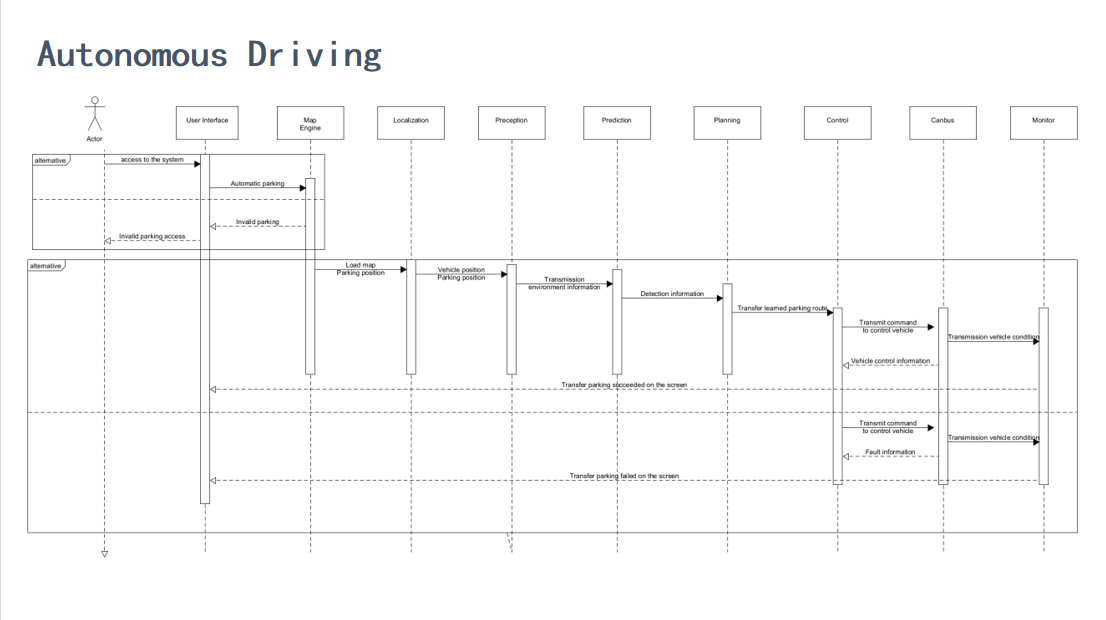 Autonomous Driving
Actor
User Interface
Map
Engine
Localization
Preception
Prediction
Planning
Control
Canbus
Monitor
alternative
access to the system
Automatic parking
Invalid parking
Invalid parking access
alternative
Load map
Parking position
Vehicle position
Parking position
Transmission
environment information
Detection information
Transfer learned parking route
Transmit command
to control vehicle
Transmission vehicle condition
Vehicle control information
Transfer parking succeeded on the screen
Transmit command
to control vehicle
Transmission vehicle condition
Fault information
Transfer parking failed on the screen